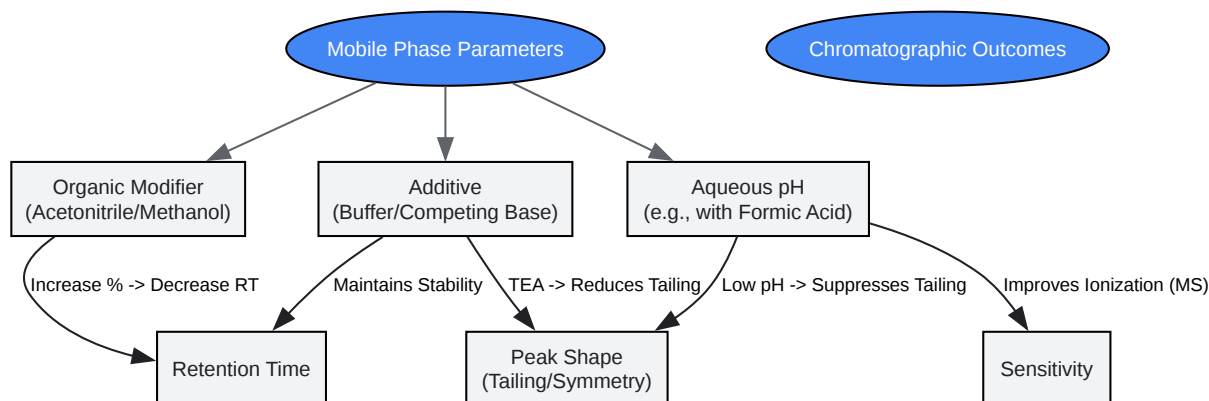 Mobile Phase Parameters
Chromatographic Outcomes
Organic Modifier
(Acetonitrile/Methanol)
Additive
(Buffer/Competing Base)
Aqueous pH
(e.g., with Formic Acid)
Increase % -> Decrease RT
Maintains Stability
TEA -> Reduces Tailing
Low pH -> Suppresses Tailing
Improves Ionization (MS)
Retention Time
Peak Shape
(Tailing/Symmetry)
Sensitivity